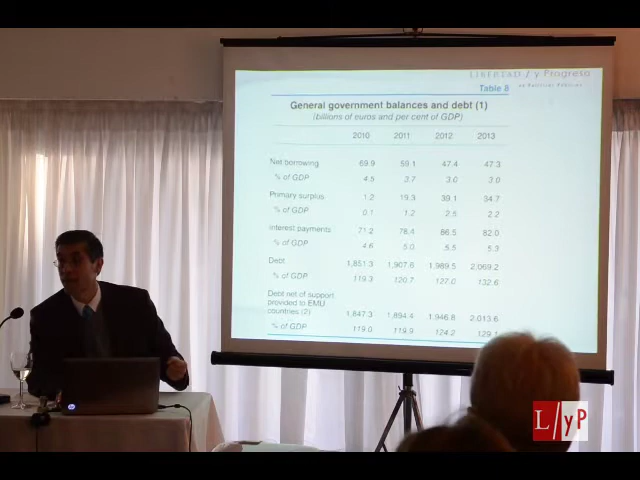 LIBERTAD / y Progreso
Table 8
General government balances and debt (1)
(billions of euros and per cent of GDP)
2010 2011 2012 2013
Net borrowing 69.9 59.1 47.4 47.3
% of GDP 4.5 3.7 3.0 3.0
Primary surplus 1.2 19.3 39.1 34.7
% of GDP 0.1 1.2 2.5 2.2
Interest payments 71.2 78.4 86.5 82.0
% of GDP 4.6 5.0 5.5 5.3
Debt 1,851.3 1,907.6 1,989.5 2,069.2
% of GDP 119.3 120.7 127.0 132.6
Debt net of support
provided to EMU
countries (2) 1,847.3 1,894.4 1,946.8 2,013.6
% of GDP 119.0 119.9 124.2 129.1
hp
L/yP